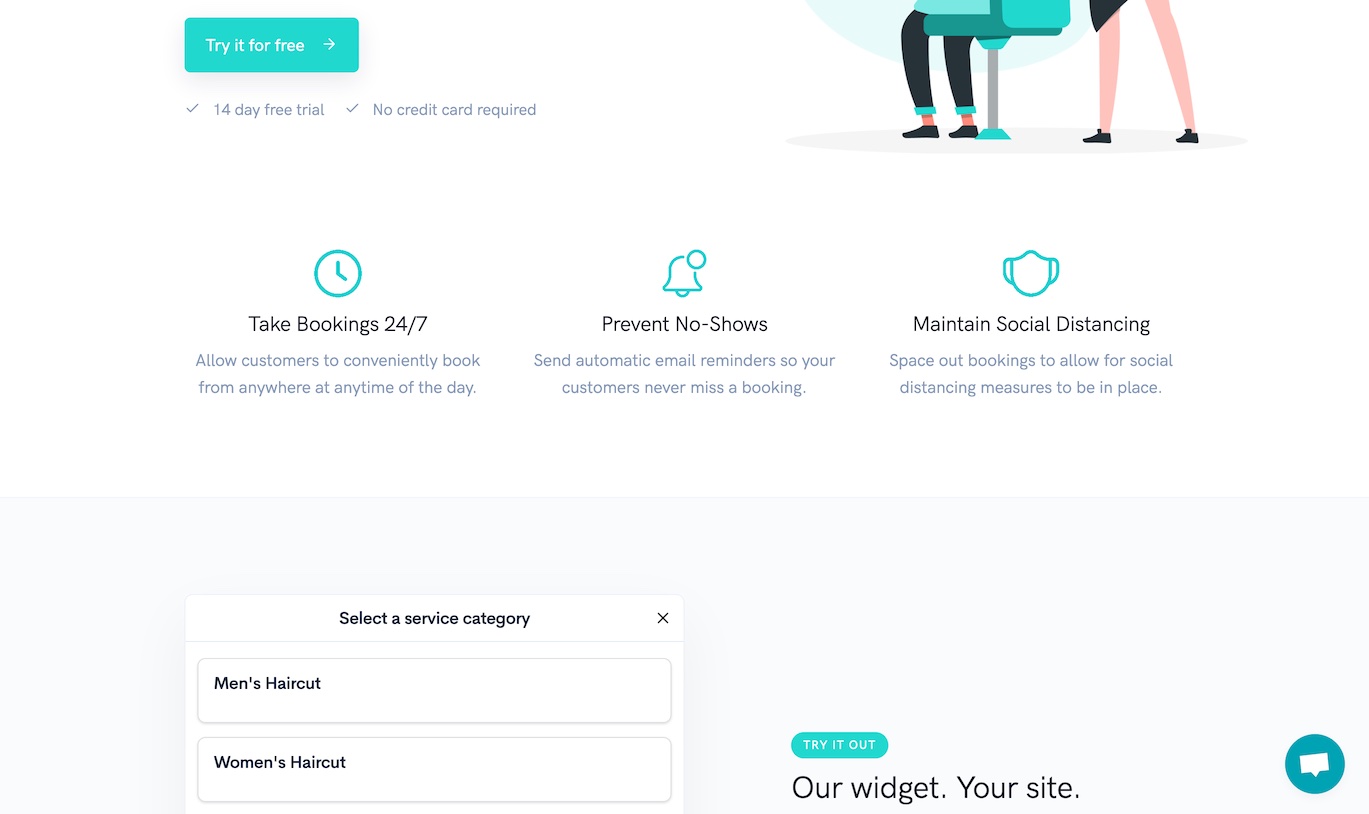 Try it for free
14 day free trial No credit card required
Take Bookings 24/7
Allow customers to conveniently book
from anywhere at anytime of the day.
Prevent No-Shows
Send automatic email reminders so your
customers never miss a booking.
Maintain Social Distancing
Space out bookings to allow for social
distancing measures to be in place.
Select a service category
Men's Haircut
Women's Haircut
TRY IT OUT
Our widget. Your site.